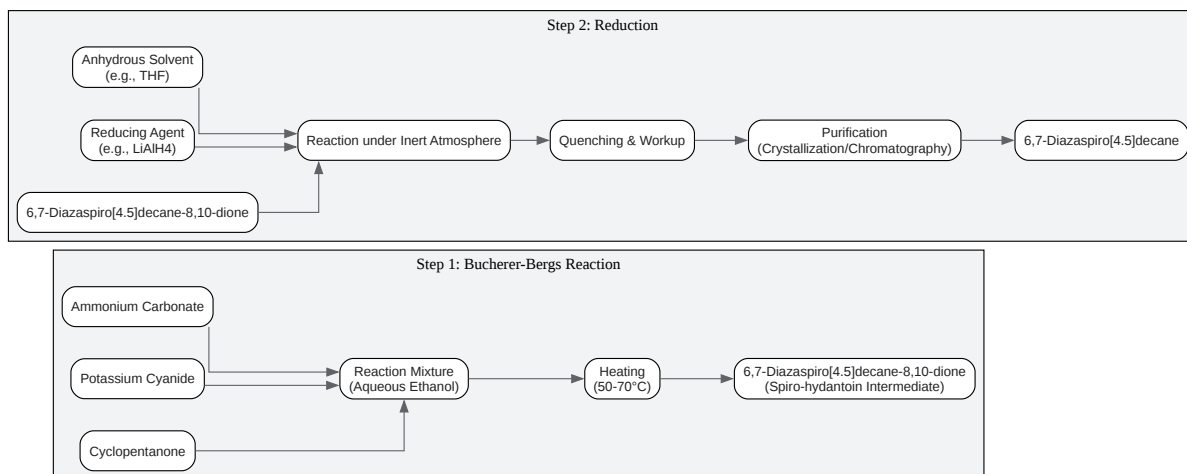 Step 2: Reduction
Anhydrous Solvent
(e.g., THF)
Reducing Agent
(e.g., LiAlH4)
Reaction under Inert Atmosphere
Quenching & Workup
Purification
(Crystallization/Chromatography)
6,7-Diazaspiro[4.5]decane
6,7-Diazaspiro[4.5]decane-8,10-dione
Step 1: Bucherer-Bergs Reaction
Ammonium Carbonate
Potassium Cyanide
Reaction Mixture
(Aqueous Ethanol)
Heating
(50-70°C)
6,7-Diazaspiro[4.5]decane-8,10-dione
(Spiro-hydantoin Intermediate)
Cyclopentanone